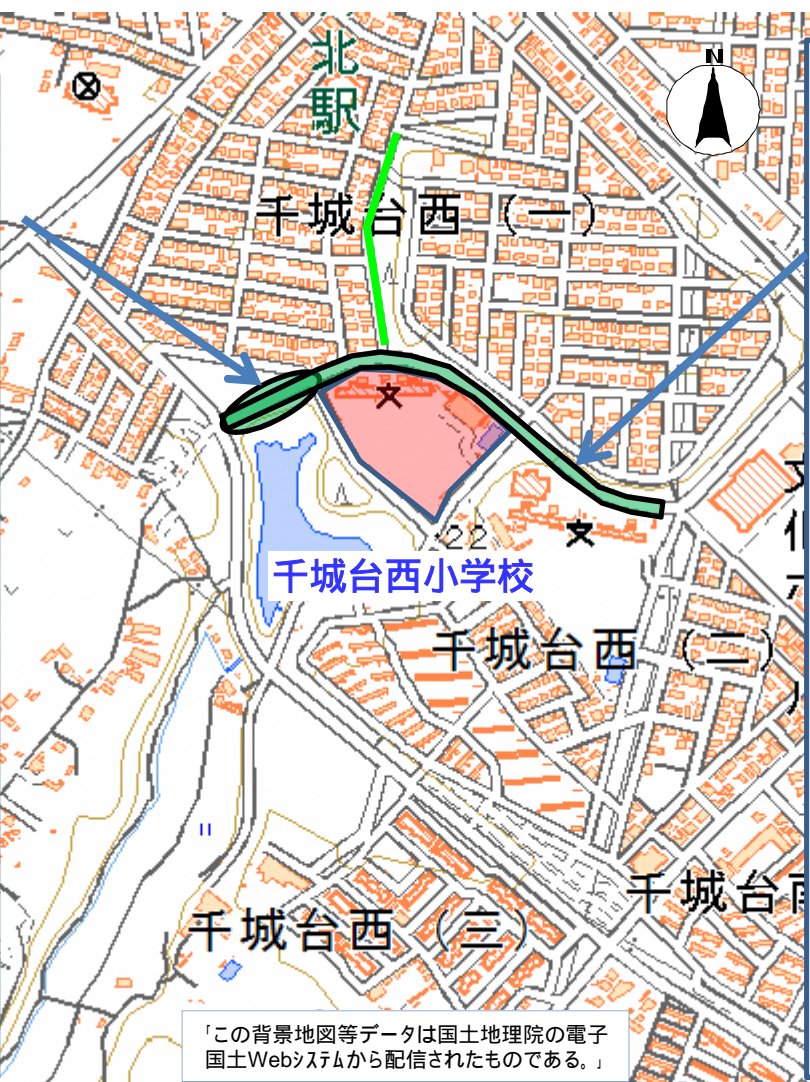 北駅
N
千城台西（一）
文
22
千城台西小学校
文
千城台西（二）
千城台
千城台西（三）
「この背景地図等データは国土地理院の電子
国土Webシステムから配信されたものである。」